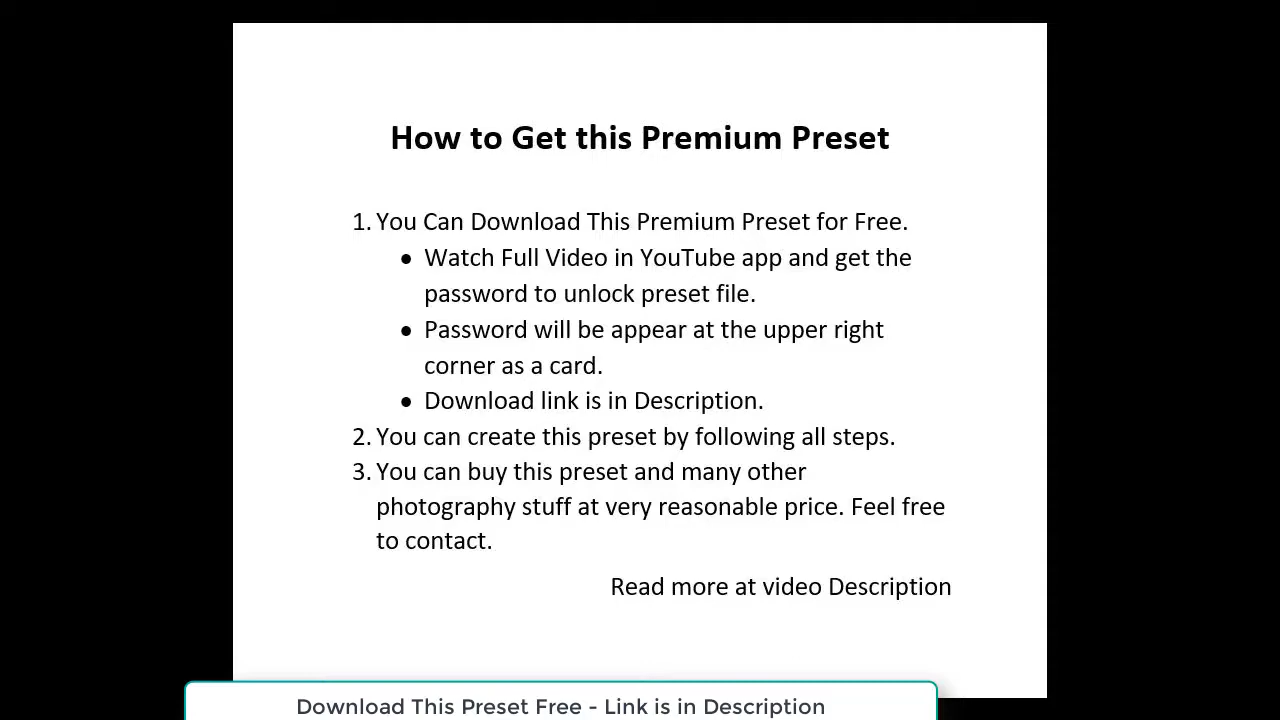 How to Get this Premium Preset
1. You Can Download This Premium Preset for Free.
• Watch Full Video in YouTube app and get the
password to unlock preset file.
• Password will be appear at the upper right
corner as a card.
• Download link is in Description.
2. You can create this preset by following all steps.
3. You can buy this preset and many other
photography stuff at very reasonable price. Feel free
to contact.
Read more at video Description
Download This Preset Free - Link is in Description